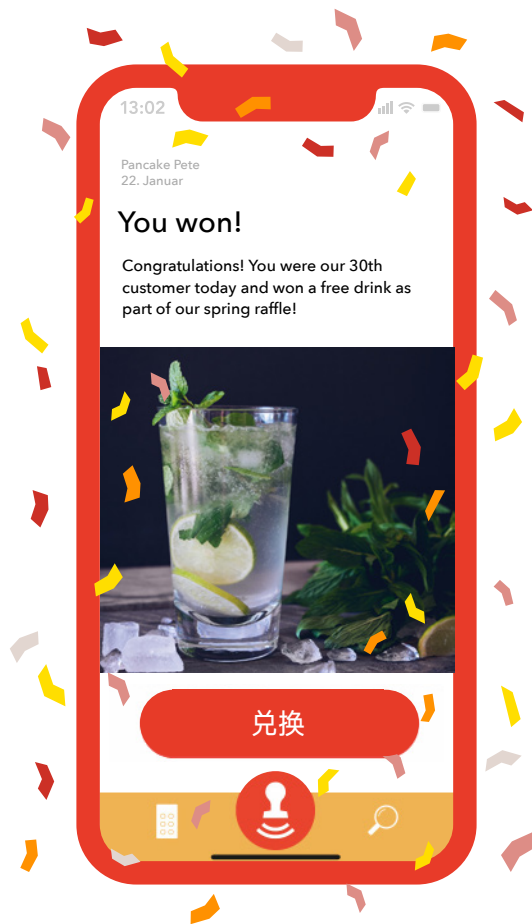 13:02
Pancake Pete
22. Januar
You won!
Congratulations! You were our 30th
customer today and won a free drink as
part of our spring raffle!
兑换